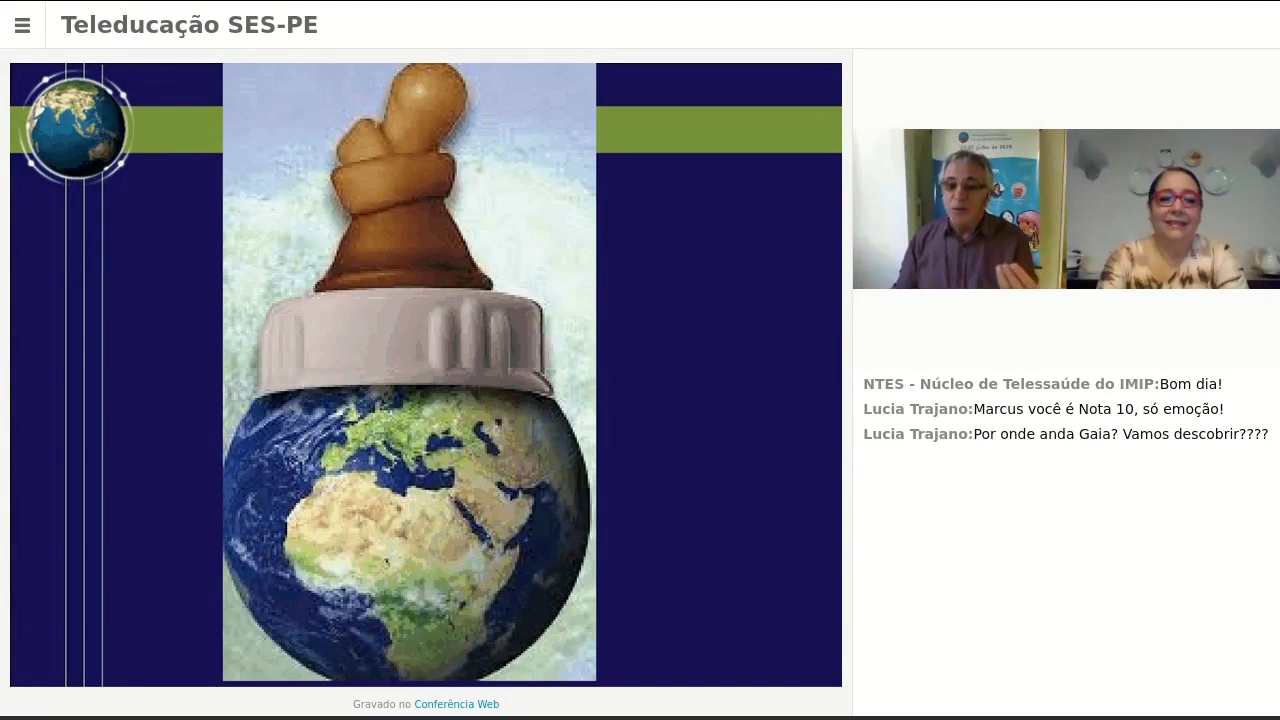 Teleducação SES-PE
NTES - Núcleo de Telessaúde do IMIP:Bom dia!
Lucia Trajano:Marcus você é Nota 10, só emoção!
Lucia Trajano:Por onde anda Gaia? Vamos descobrir????
Gravado no Conferência Web